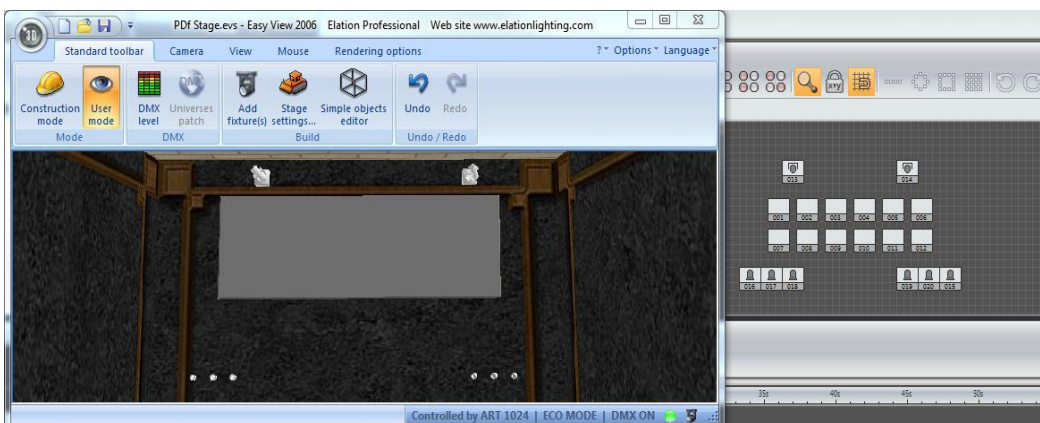 3D PDf Stage.evs - Easy View 2006 Elation Professional Web site www.elationlighting.com
Standard toolbar Camera View Mouse Rendering options ? Options Language
Construction mode
User mode
DMX level
Universes patch
Add fixture(s)
Stage settings...
Simple objects editor
Undo Redo
Mode DMX Build Undo / Redo
x+y
013 014
001 002 003 004 005 006
007 008 009 010 011 012
016 017 018 019 020 015
35s 40s 45s 50s
Controlled by ART 1024 | ECO MODE | DMX ON